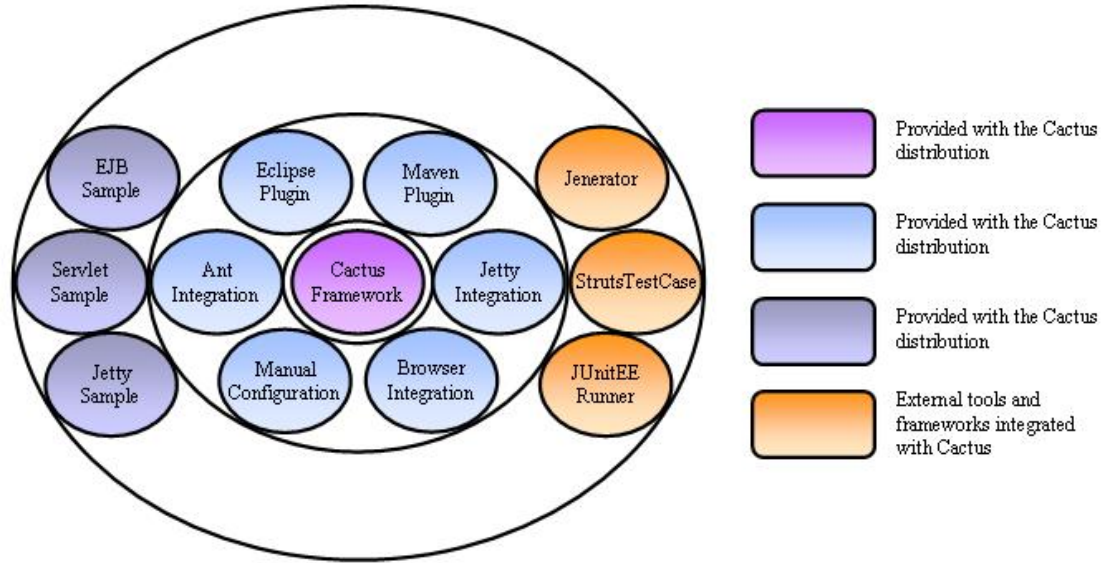 EJB
Sample
Eclipse
Plugin
Maven
Plugin
Jenerator
Servlet
Sample
Ant
Integration
Cactus
Framework
Jetty
Integration
StrutsTestCase
Jetty
Sample
Manual
Configuration
Browser
Integration
JUnitEE
Runner
Provided with the Cactus
distribution
Provided with the Cactus
distribution
Provided with the Cactus
distribution
External tools and
frameworks integrated
with Cactus